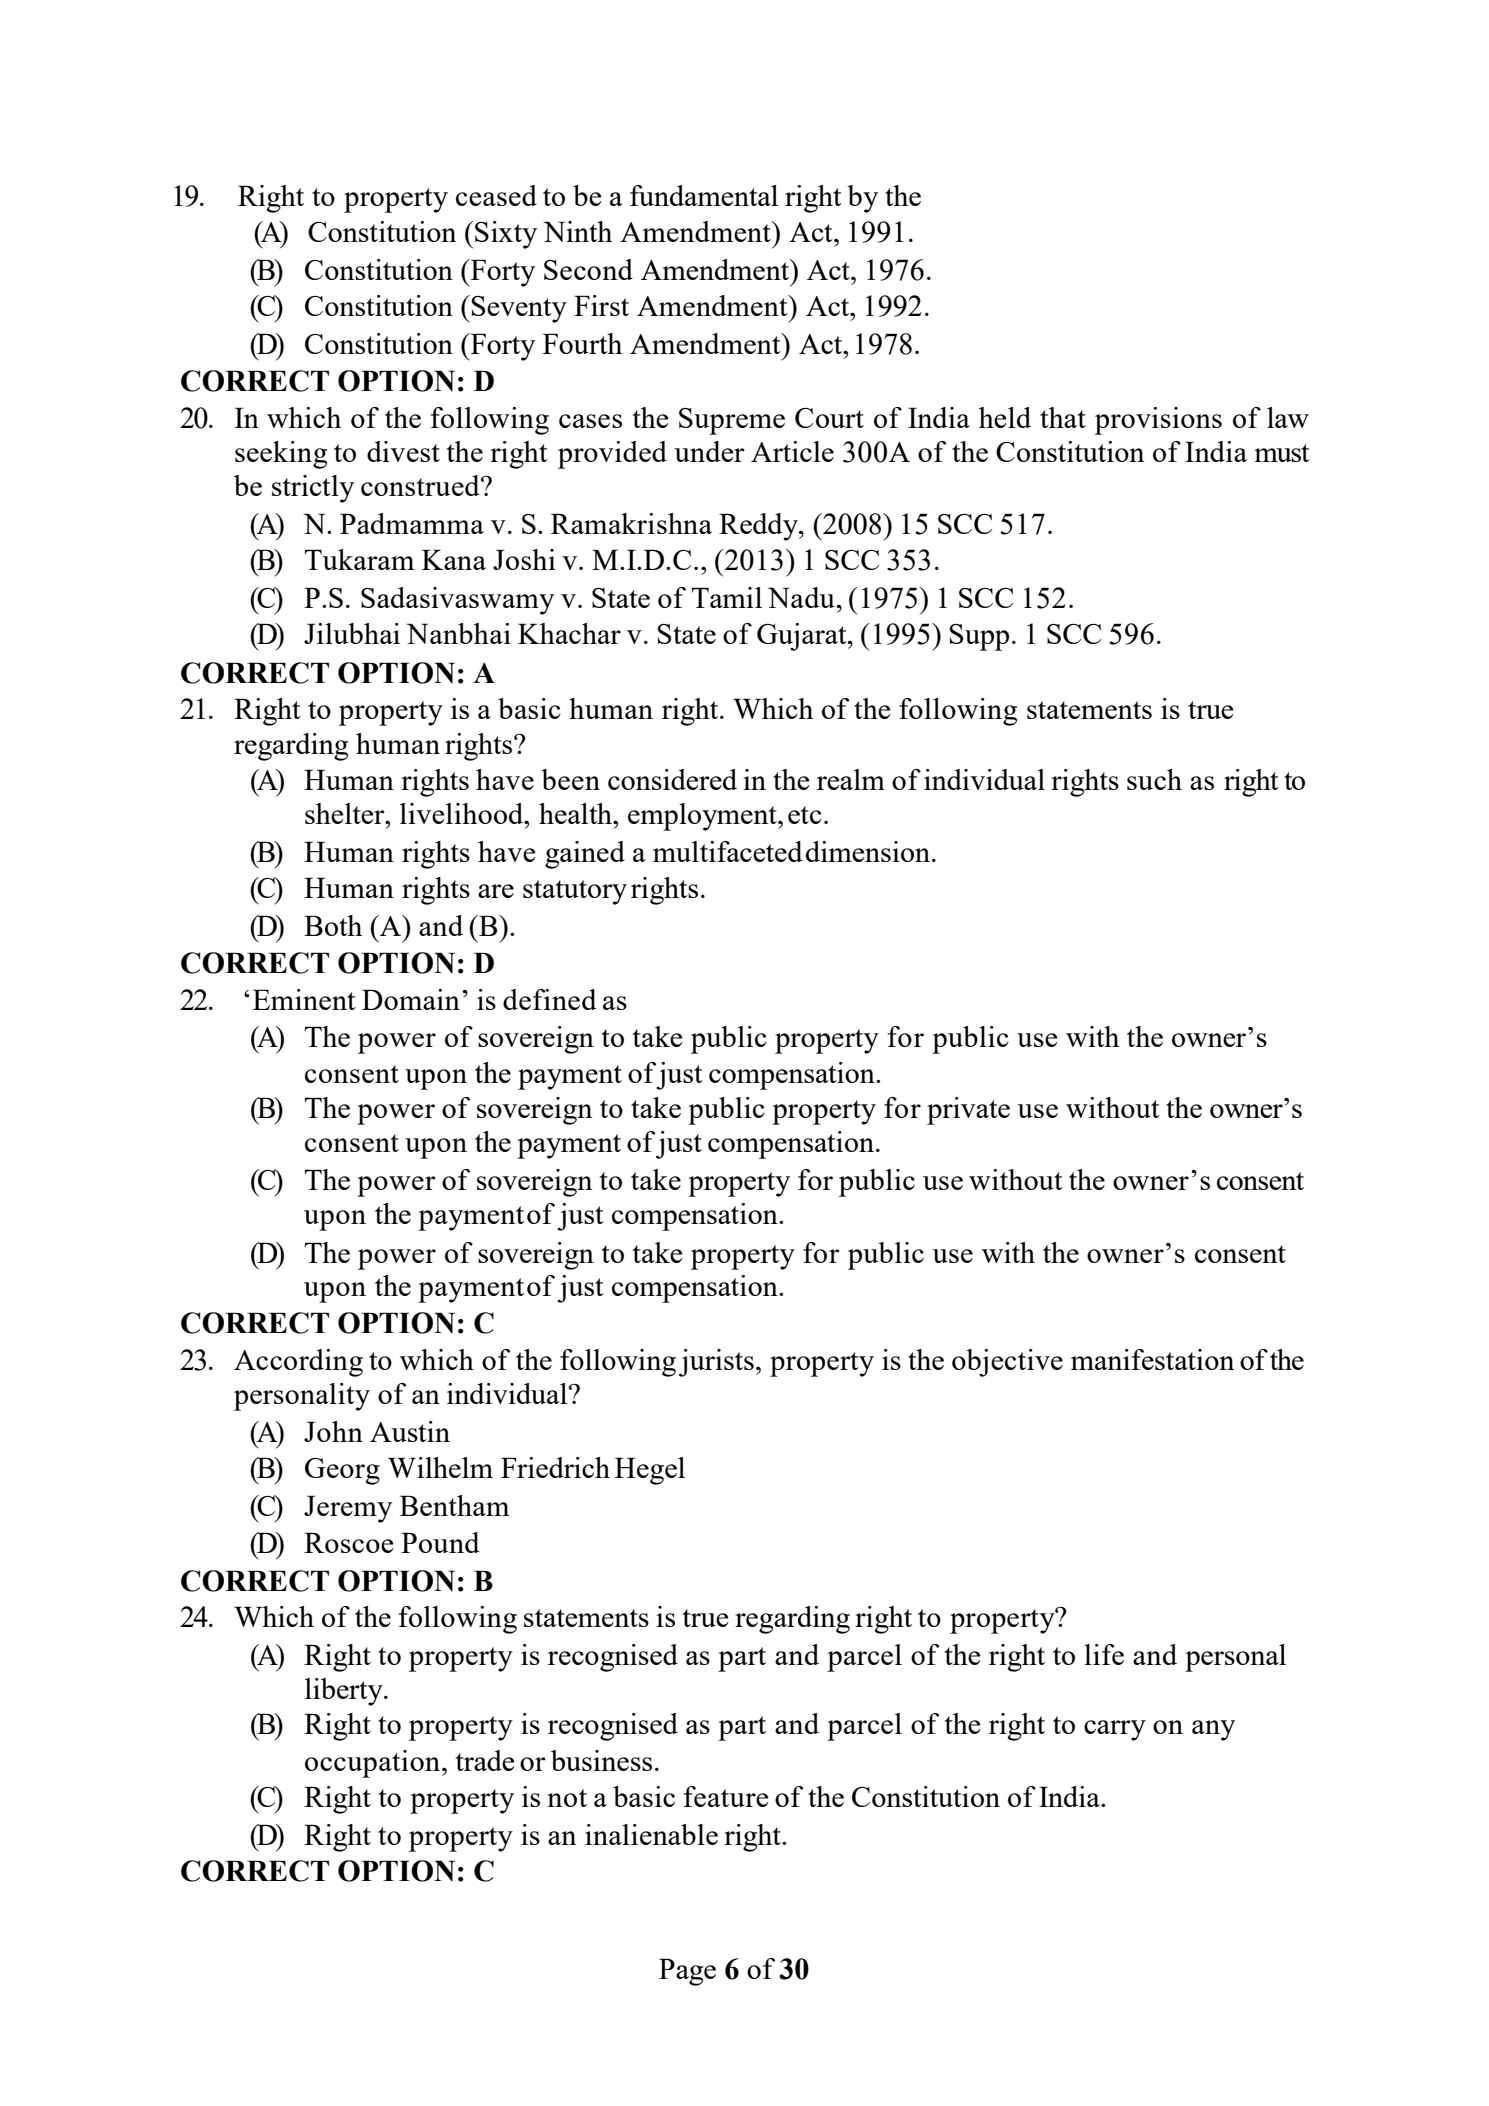 19. Right to property ceased to be a fundamental right by the
(A) Constitution (Sixty Ninth Amendment) Act, 1991.
(B) Constitution (Forty Second Amendment) Act, 1976.
(C) Constitution (Seventy First Amendment) Act, 1992.
(D) Constitution (Forty Fourth Amendment) Act, 1978.
CORRECT OPTION: D
20. In which of the following cases the Supreme Court of India held that provisions of law
seeking to divest the right provided under Article 300A of the Constitution of India must
be strictly construed?
(A) N. Padmamma v. S. Ramakrishna Reddy, (2008) 15 SCC 517.
(B) Tukaram Kana Joshi v. M.I.D.C., (2013) 1 SCC 353.
(C) P.S. Sadasivaswamy v. State of Tamil Nadu, (1975) 1 SCC 152.
(D) Jilubhai Nanbhai Khachar v. State of Gujarat, (1995) Supp. 1 SCC 596.
CORRECT OPTION: A
21. Right to property is a basic human right. Which of the following statements is true
regarding human rights?
(A) Human rights have been considered in the realm of individual rights such as right to
shelter, livelihood, health, employment, etc.
(B) Human rights have gained a multifaceted dimension.
(C) Human rights are statutory rights.
(D) Both (A) and (B).
CORRECT OPTION: D
22. ‘Eminent Domain’ is defined as
(A) The power of sovereign to take public property for public use with the owner’s
consent upon the payment of just compensation.
(B) The power of sovereign to take public property for private use without the owner’s
consent upon the payment of just compensation.
(C) The power of sovereign to take property for public use without the owner’s consent
upon the payment of just compensation.
(D) The power of sovereign to take property for public use with the owner’s consent
upon the payment of just compensation.
CORRECT OPTION: C
23. According to which of the following jurists, property is the objective manifestation of the
personality of an individual?
(A) John Austin
(B) Georg Wilhelm Friedrich Hegel
(C) Jeremy Bentham
(D) Roscoe Pound
CORRECT OPTION: B
24. Which of the following statements is true regarding right to property?
(A) Right to property is recognised as part and parcel of the right to life and personal
liberty.
(B) Right to property is recognised as part and parcel of the right to carry on any
occupation, trade or business.
(C) Right to property is not a basic feature of the Constitution of India.
(D) Right to property is an inalienable right.
CORRECT OPTION: C
Page 6 of 30